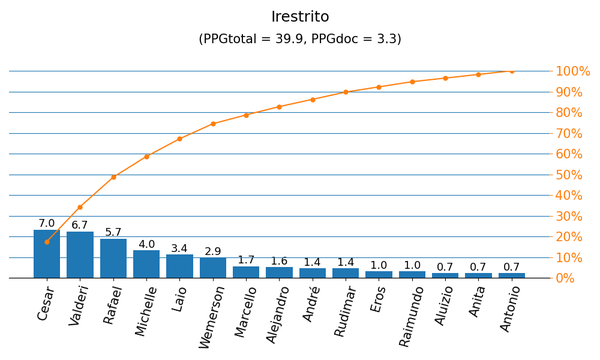 Irestrito
(PPGtotal = 39.9, PPGdoc = 3.3)
100%
90%
80%
70%
60%
50%
40%
30%
20%
10%
0%
7.0 6.7 5.7 4.0 3.4 2.9 1.7 1.6 1.4 1.4 1.0 1.0 0.7 0.7 0.7
Cesar Valderi Rafael Michelle Lalo Wemerson Marcello Alejandro André Rudimar Eros Raimundo Aluizio Anita Antonio